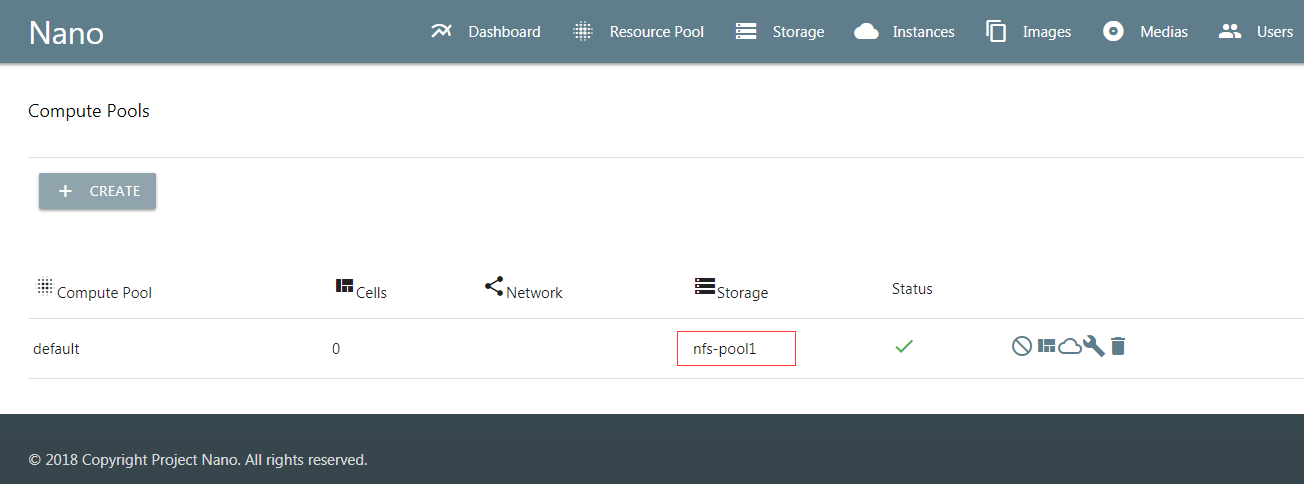 Nano
Dashboard Resource Pool Storage Instances Images Medias Users
Compute Pools
CREATE
Compute Pool Cells Network Storage Status
default 0 nfs-pool1
© 2018 Copyright Project Nano. All rights reserved.